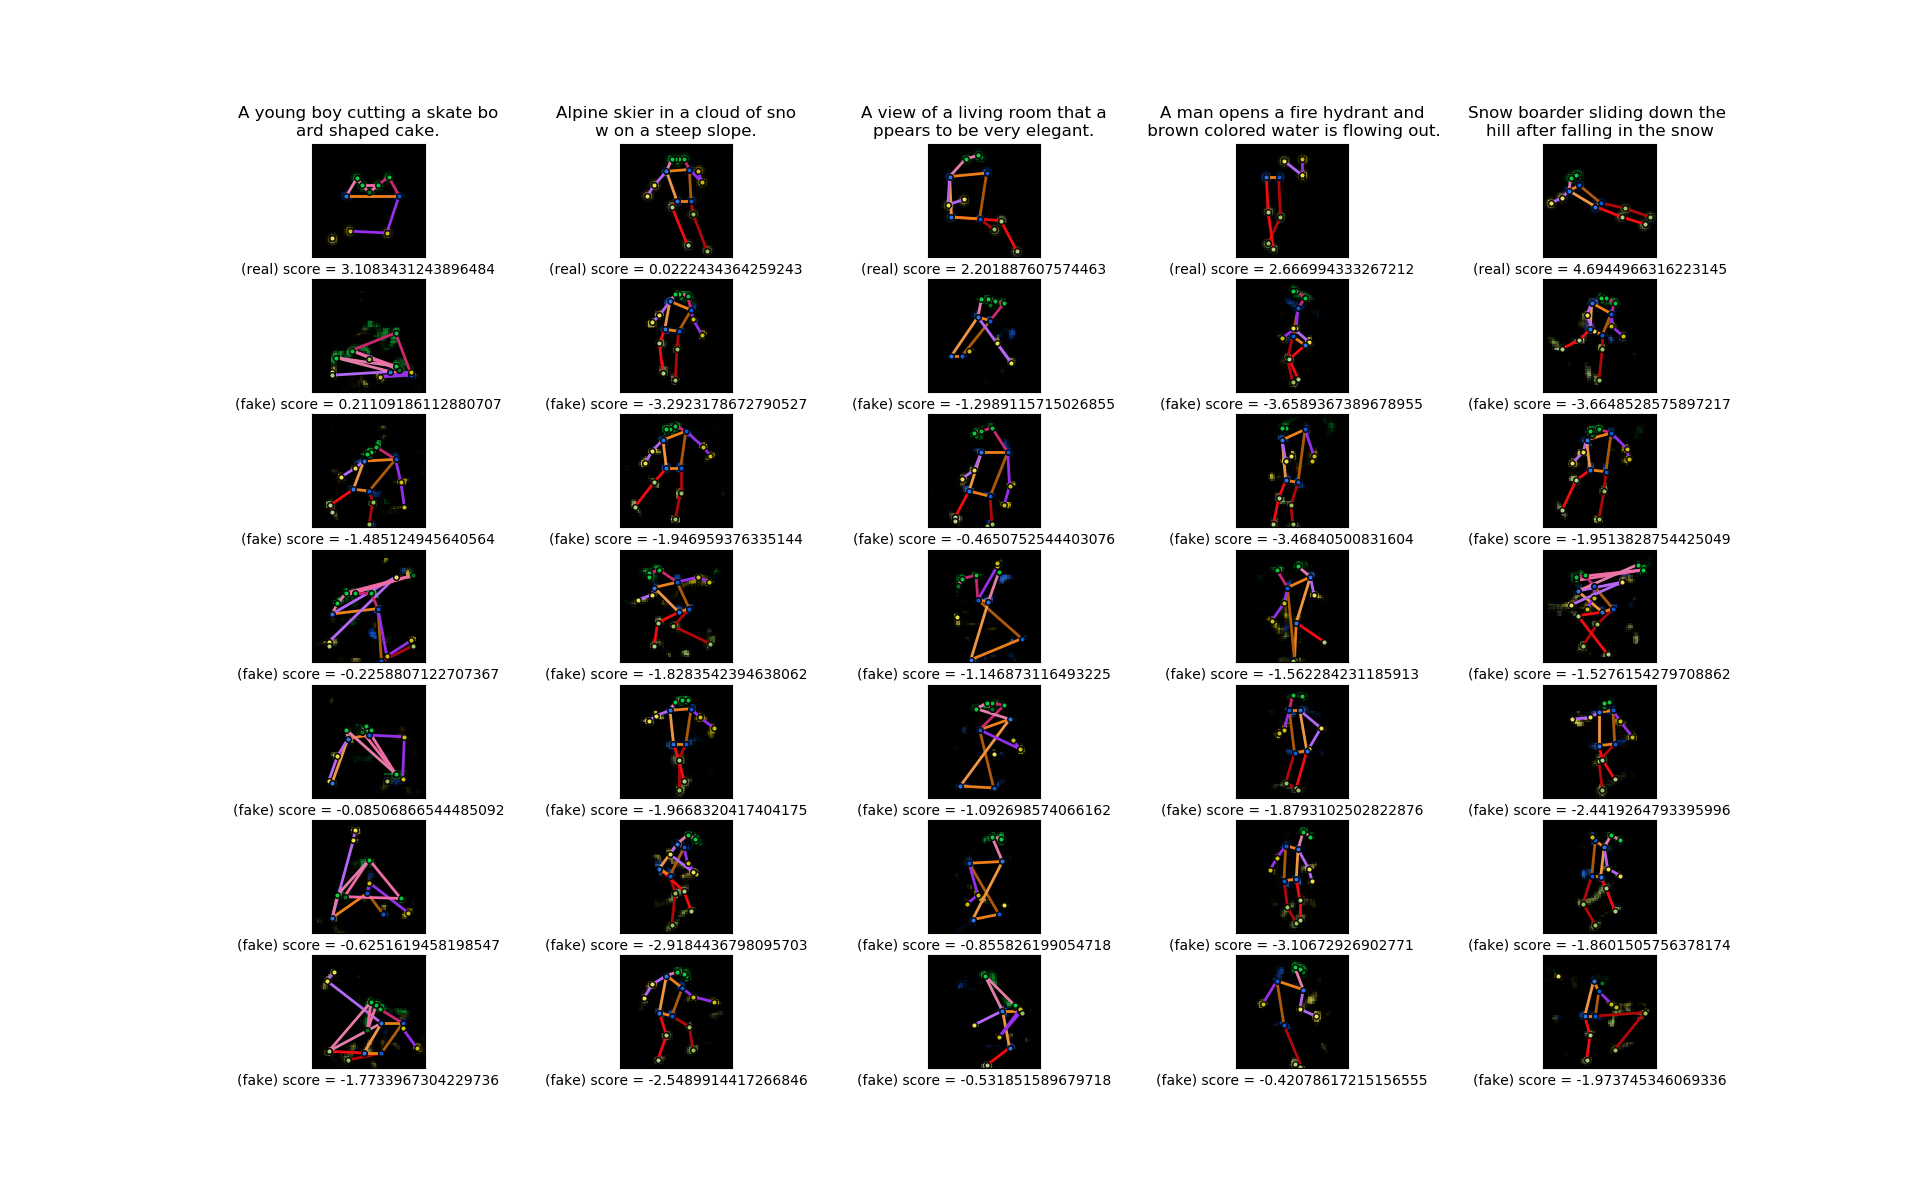 A young boy cutting a skate bo
ard shaped cake.
Alpine skier in a cloud of sno
w on a steep slope.
A view of a living room that a
ppears to be very elegant.
A man opens a fire hydrant and
brown colored water is flowing out.
Snow boarder sliding down the
hill after falling in the snow
(real) score = 3.1083431243896484
(real) score = 0.0222434364259243
(real) score = 2.201887607574463
(real) score = 2.666994333267212
(real) score = 4.6944966316223145
(fake) score = 0.21109186112880707
(fake) score = -3.2923178672790527
(fake) score = -1.2989115715026855
(fake) score = -3.6589367389678955
(fake) score = -3.6648528575897217
(fake) score = -1.485124945640564
(fake) score = -1.946959376335144
(fake) score = -0.4650752544403076
(fake) score = -3.46840500831604
(fake) score = -1.9513828754425049
(fake) score = -0.2258807122707367
(fake) score = -1.8283542394638062
(fake) score = -1.146873116493225
(fake) score = -1.562284231185913
(fake) score = -1.5276154279708862
(fake) score = -0.08506866544485092
(fake) score = -1.9668320417404175
(fake) score = -1.092698574066162
(fake) score = -1.8793102502822876
(fake) score = -2.4419264793395996
(fake) score = -0.6251619458198547
(fake) score = -2.9184436798095703
(fake) score = -0.855826199054718
(fake) score = -3.10672926902771
(fake) score = -1.8601505756378174
(fake) score = -1.7733967304229736
(fake) score = -2.5489914417266846
(fake) score = -0.531851589679718
(fake) score = -0.42078617215156555
(fake) score = -1.973745346069336